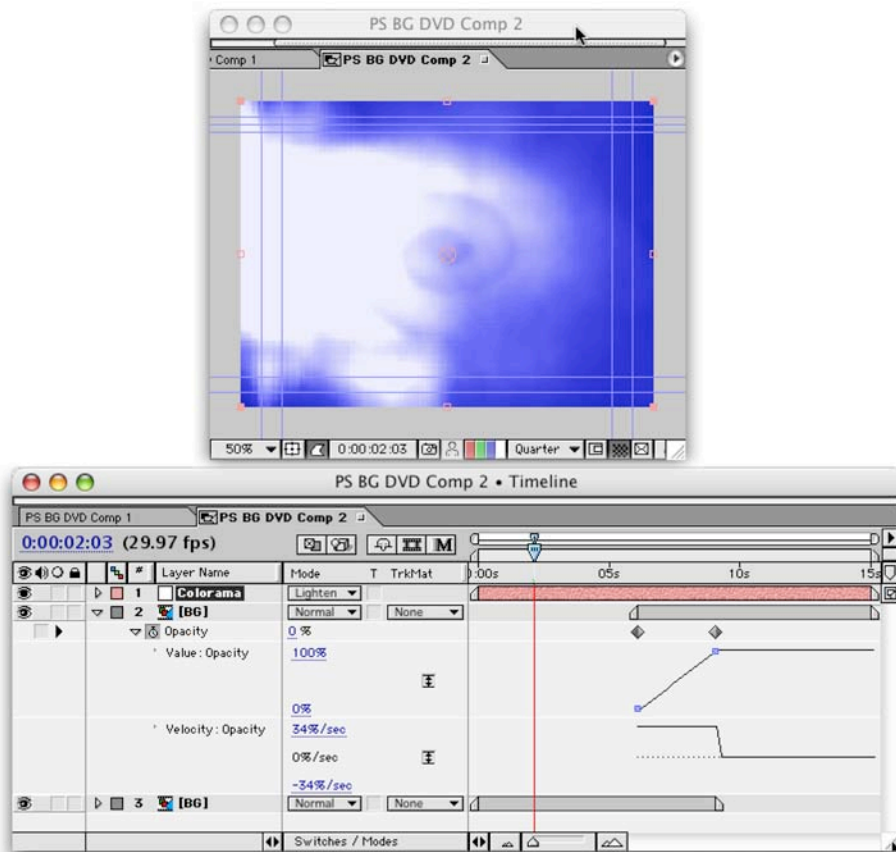 PS BG DVD Comp 2
Comp 1
PS BG DVD Comp 2
50%
0:00:02:03
Quarter
PS BG DVD Comp 2 • Timeline
PS BG DVD Comp 1
PS BG DVD Comp 2
0:00:02:03 (29.97 fps)
M
# Layer Name Mode T TrkMat ):00s 05s 10s 15s
1 Colorama Lighten
2 [BG] Normal None
Opacity 0 %
Value: Opacity 100%
0%
Velocity: Opacity 34%/sec
0%/sec
-34%/sec
3 [BG] Normal None
Switches / Modes